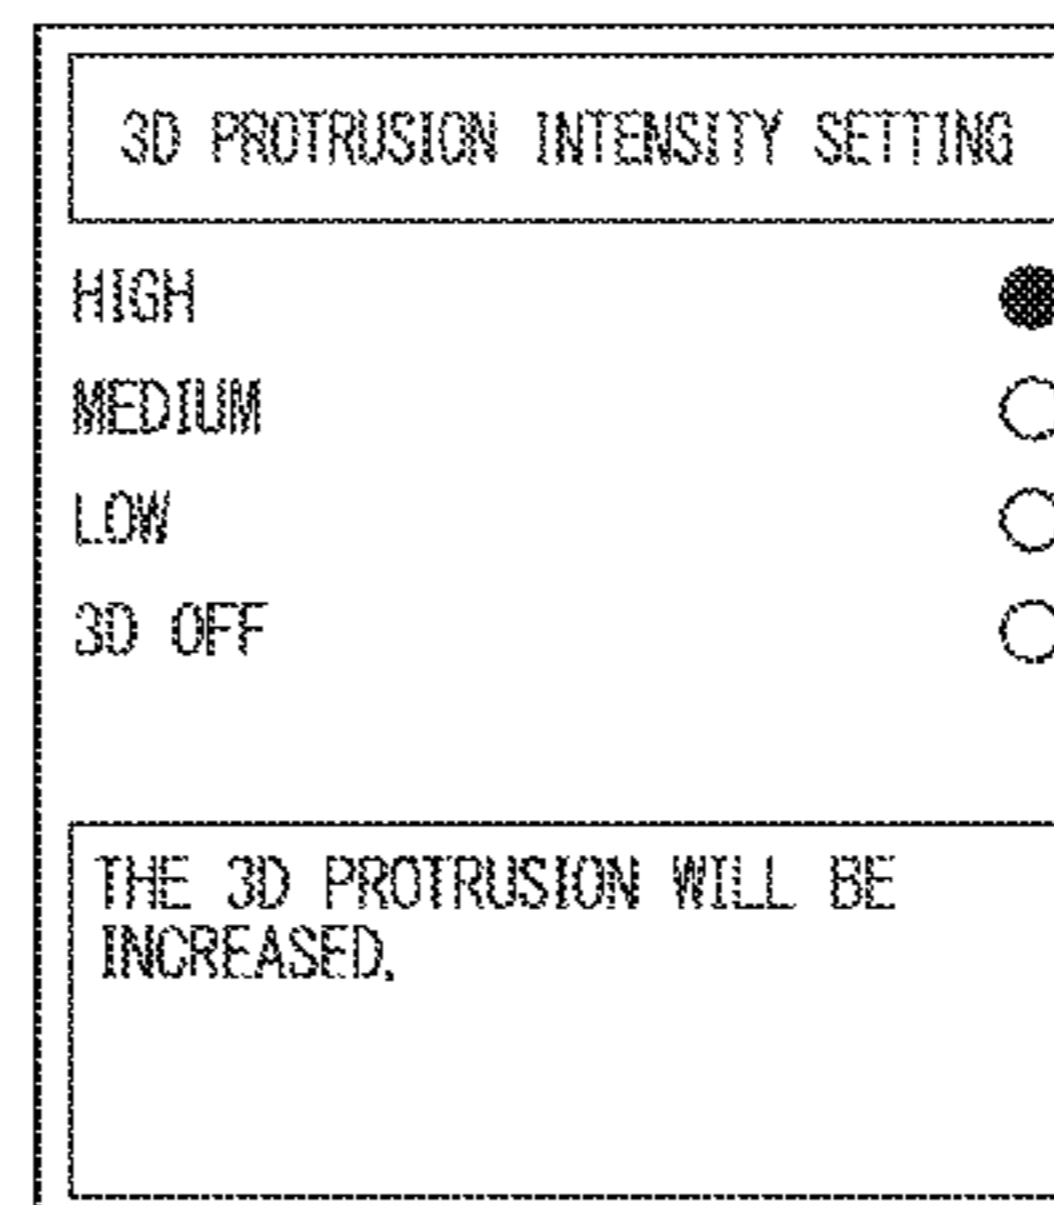 3D PROTRUSION INTENSITY SETTING
HIGH
MEDIUM
LOW
3D OFF
THE 3D PROTRUSION WILL BE
INCREASED.